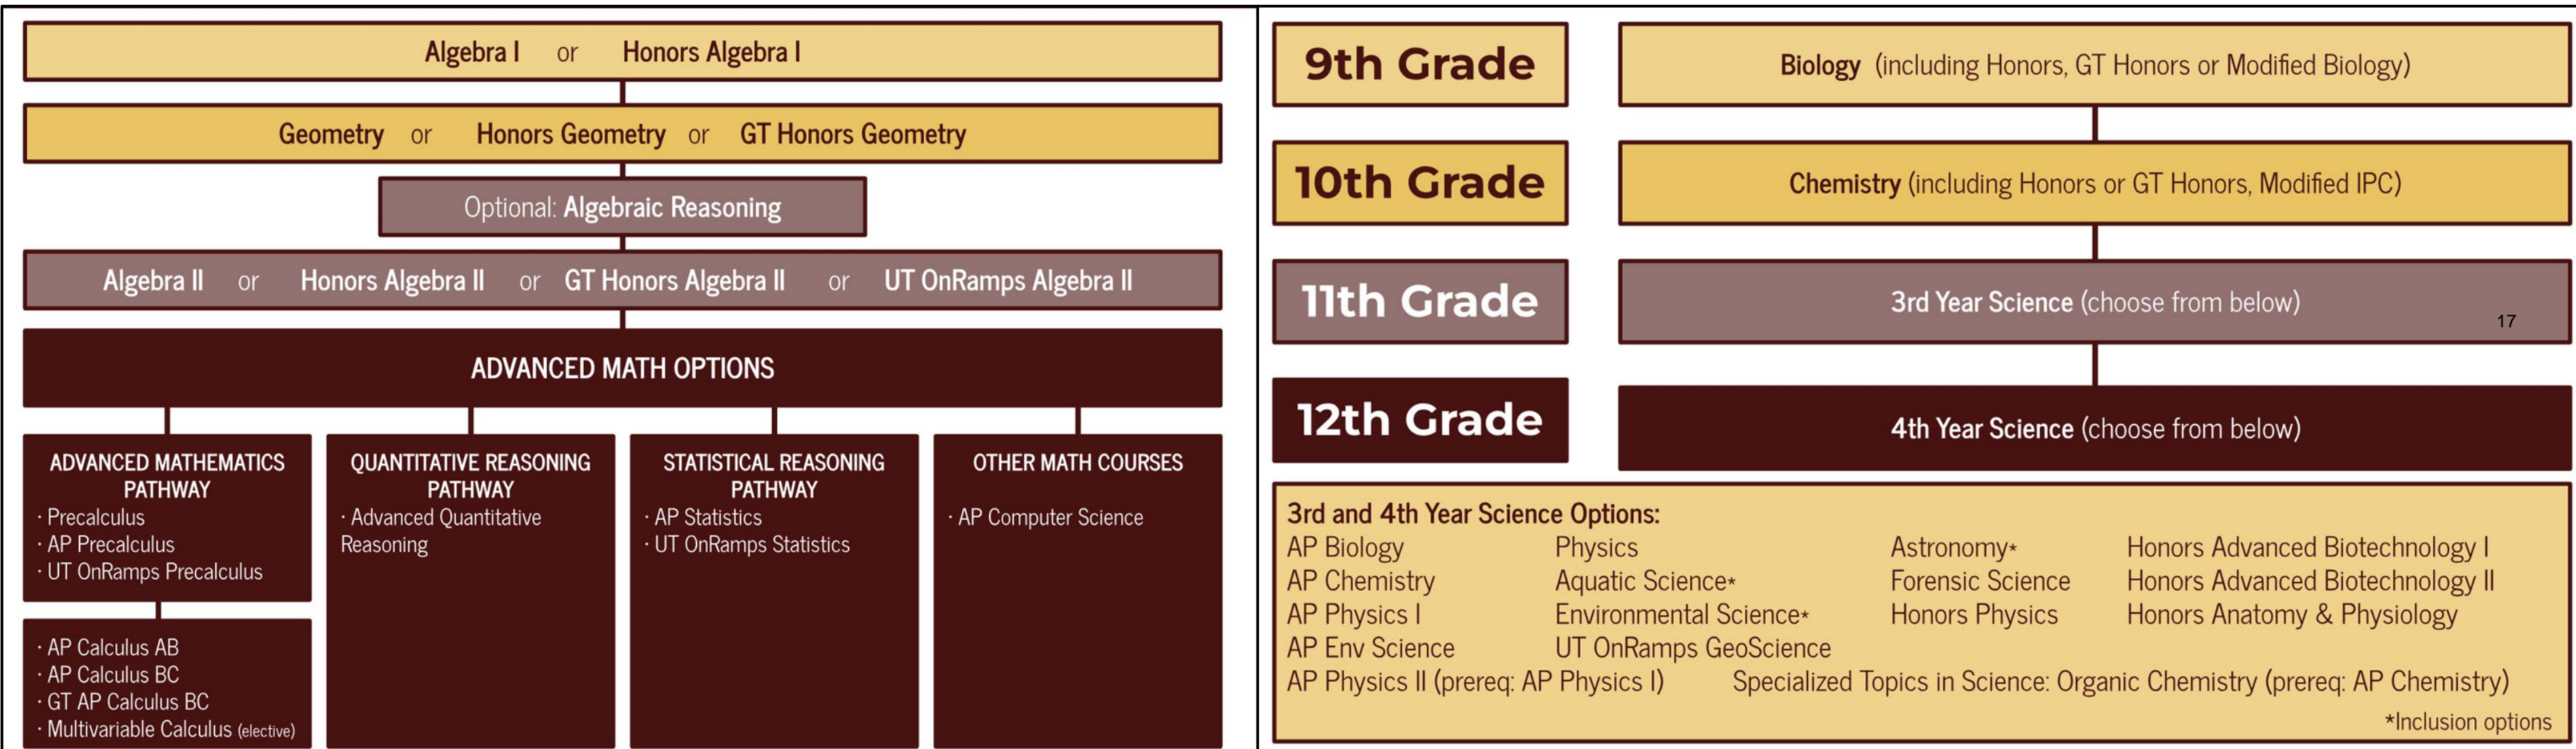 Algebra I or Honors Algebra I
Geometry or Honors Geometry or GT Honors Geometry
Optional: Algebraic Reasoning
Algebra II or Honors Algebra II or GT Honors Algebra II or UT OnRamps Algebra II
ADVANCED MATH OPTIONS
ADVANCED MATHEMATICS
PATHWAY
· Precalculus
· AP Precalculus
· UT OnRamps Precalculus
· AP Calculus AB
· AP Calculus BC
· GT AP Calculus BC
· Multivariable Calculus (elective)
QUANTITATIVE REASONING
PATHWAY
· Advanced Quantitative
Reasoning
STATISTICAL REASONING
PATHWAY
· AP Statistics
· UT OnRamps Statistics
OTHER MATH COURSES
· AP Computer Science
9th Grade
Biology (including Honors, GT Honors or Modified Biology)
10th Grade
Chemistry (including Honors or GT Honors, Modified IPC)
11th Grade
3rd Year Science (choose from below)
17
12th Grade
4th Year Science (choose from below)
3rd and 4th Year Science Options:
AP Biology Physics Astronomy* Honors Advanced Biotechnology I
AP Chemistry Aquatic Science* Forensic Science Honors Advanced Biotechnology II
AP Physics I Environmental Science* Honors Physics Honors Anatomy & Physiology
AP Env Science UT OnRamps GeoScience
AP Physics II (prereq: AP Physics I) Specialized Topics in Science: Organic Chemistry (prereq: AP Chemistry)
*Inclusion options